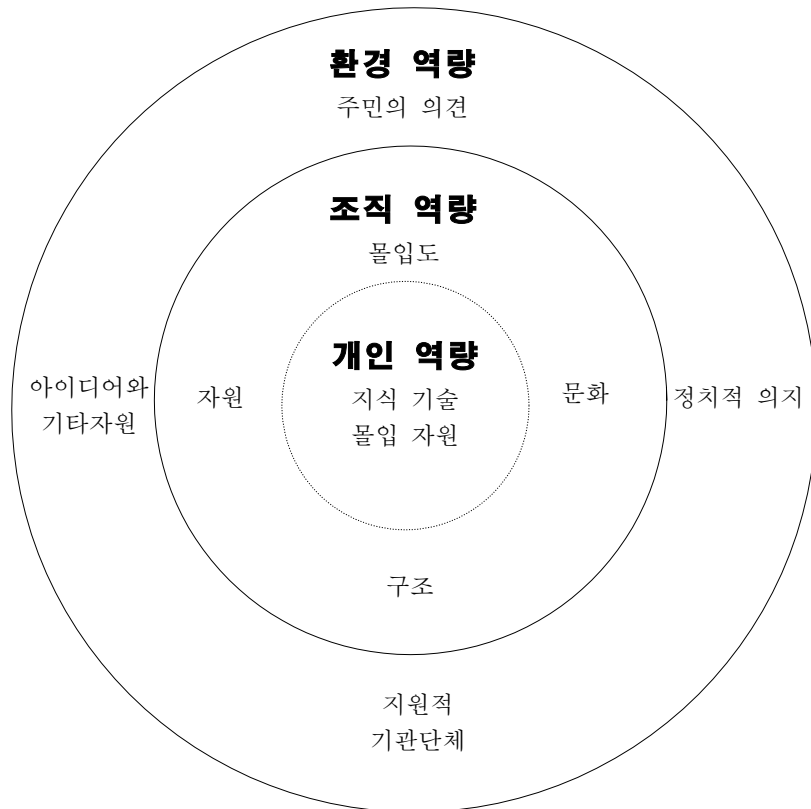 환경 역량
주민의 의견
조직 역량
몰입도
개인 역량
아이디어와
기타자원
자원
지식 기술
몰입 자원
문화
정치적 의지
구조
지원적
기관단체